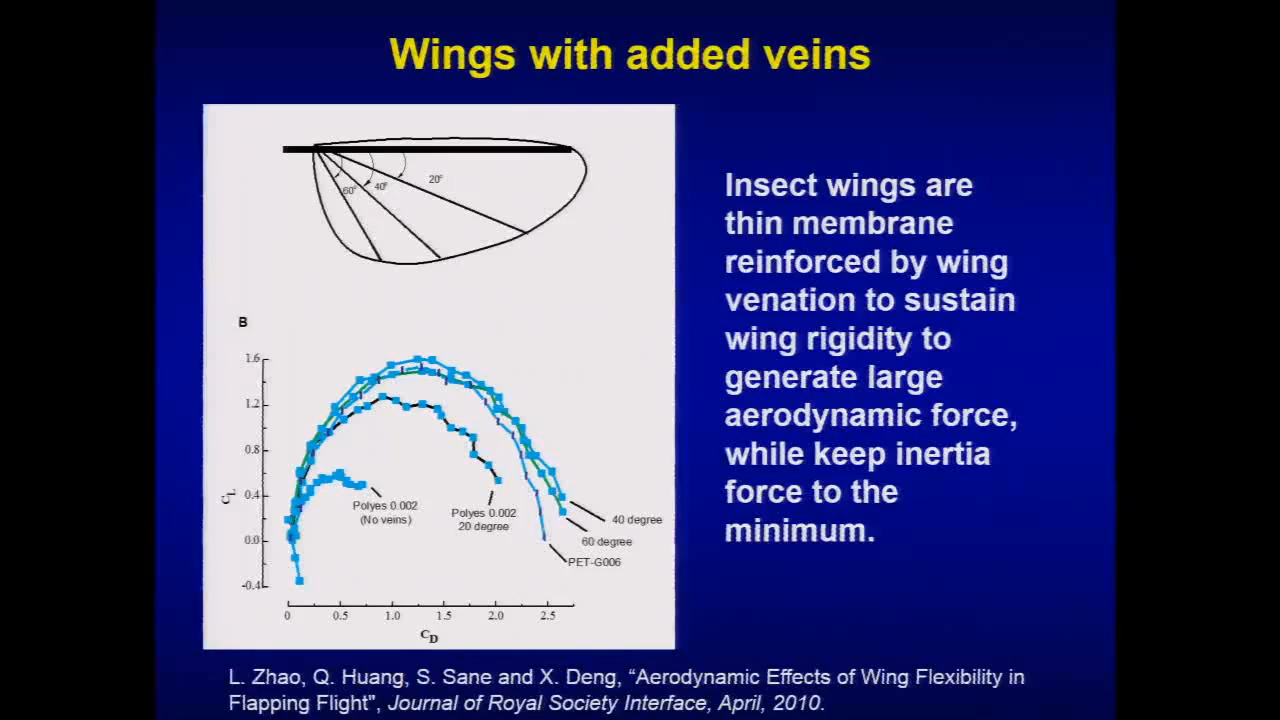 Wings with added veins
60°
40°
20°
B
1.6
1.2
0.8
0.4
0.0
-0.4
C_L
0
0.5
1.0
1.5
2.0
2.5
C_D
Polyes 0.002
(No veins)
Polyes 0.002
20 degree
40 degree
60 degree
PET-G006
Insect wings are
thin membrane
reinforced by wing
venation to sustain
wing rigidity to
generate large
aerodynamic force,
while keep inertia
force to the
minimum.
L. Zhao, Q. Huang, S. Sane and X. Deng, “Aerodynamic Effects of Wing Flexibility in
Flapping Flight", Journal of Royal Society Interface, April, 2010.